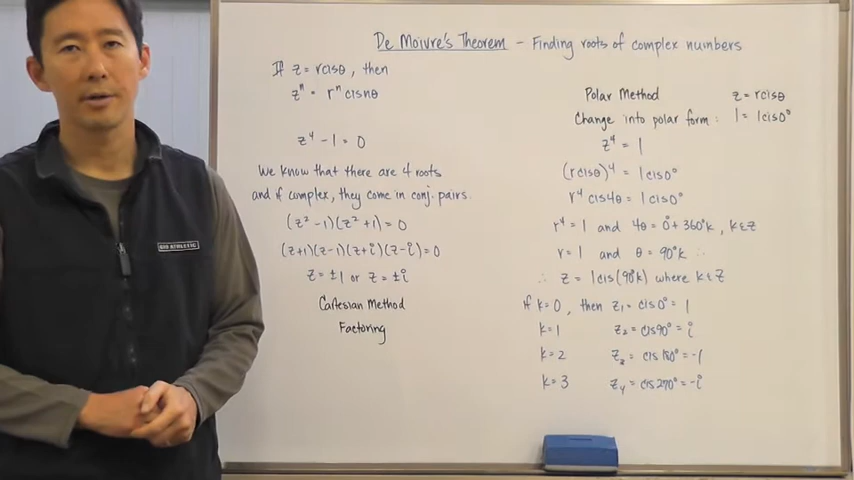 De Moivre's Theorem - Finding roots of complex numbers
If z = rcisθ, then
zⁿ = rⁿ cisnθ
z⁴ - 1 = 0
We know that there are 4 roots
and if complex, they come in conj. pairs.
(z² - 1)(z² + 1) = 0
(z+1)(z-1)(z+i)(z-i) = 0
z = ±1 or z = ±i
Cartesian Method
Factoring
Polar Method
z = rcisθ
Change into polar form : 1 = 1cis0°
z⁴ = 1
(rcisθ)⁴ = 1cis0°
r⁴ cis4θ = 1cis0°
r⁴ = 1 and 4θ = 0° + 360°k, k∈Z
r = 1 and θ = 90°k ∴
∴ z = 1cis(90°k) where k∈Z
If k = 0, then z₁ = cis0° = 1
k = 1 z₂ = cis90° = i
k = 2 z₃ = cis180° = -1
k = 3 z₄ = cis270° = -i